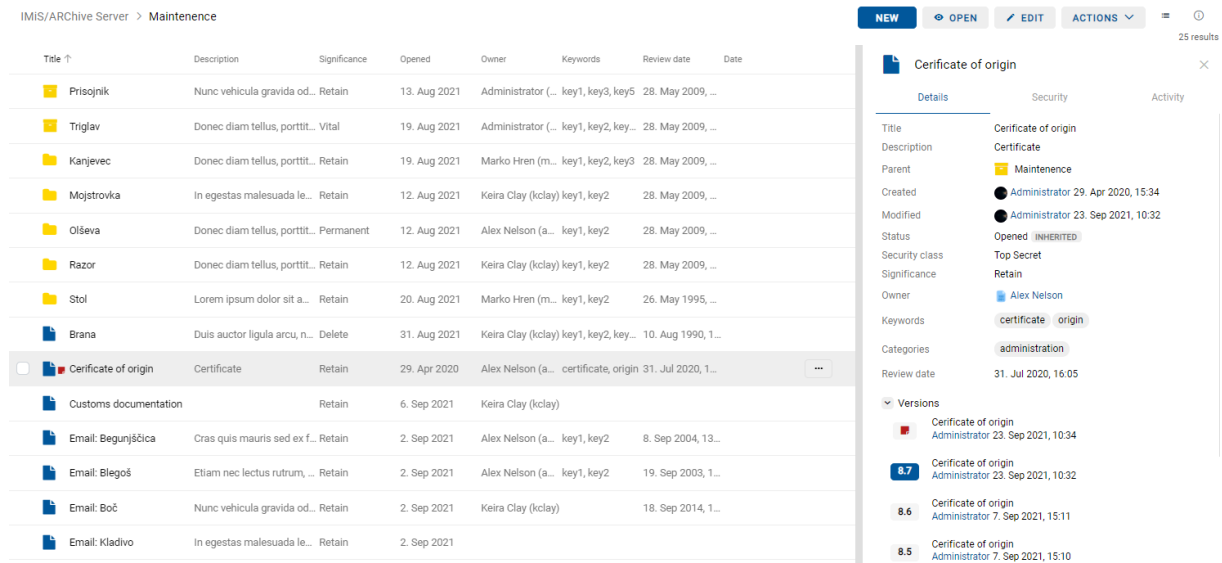 IMiS/ARChive Server > Maintenence
NEW OPEN EDIT ACTIONS
25 results
Title Description Significance Opened Owner Keywords Review date Date
Prisojnik Nunc vehicula gravida od... Retain 13. Aug 2021 Administrator (... key1, key3, key5 28. May 2009, ...
Triglav Donec diam tellus, porttit... Vital 19. Aug 2021 Administrator (... key1, key2, key... 28. May 2009, ...
Kanjevec Donec diam tellus, porttit... Retain 19. Aug 2021 Marko Hren (m... key1, key2, key3 28. May 2009, ...
Mojstrovka In egestas malesuada le... Retain 12. Aug 2021 Keira Clay (kclay) key1, key2 28. May 2009, ...
Olševa Donec diam tellus, porttit... Permanent 12. Aug 2021 Alex Nelson (a... key1, key2 28. May 2009, ...
Razor Donec diam tellus, porttit... Retain 12. Aug 2021 Keira Clay (kclay) key1, key2 28. May 2009, ...
Stol Lorem ipsum dolor sit a... Retain 20. Aug 2021 Marko Hren (m... key1, key2 26. May 1995, ...
Brana Duis auctor ligula arcu, n... Delete 31. Aug 2021 Keira Clay (kclay) key1, key2, key... 10. Aug 1990, 1...
Cerificate of origin Certificate Retain 29. Apr 2020 Alex Nelson (a... certificate, origin 31. Jul 2020, 1... ...
Customs documentation Retain 6. Sep 2021 Keira Clay (kclay)
Email: Begunjščica Cras quis mauris sed ex f... Retain 2. Sep 2021 Alex Nelson (a... key1, key2 8. Sep 2004, 13...
Email: Blegoš Etiam nec lectus rutrum, ... Retain 2. Sep 2021 Alex Nelson (a... key1, key2 19. Sep 2003, 1...
Email: Boč Nunc vehicula gravida od... Retain 2. Sep 2021 Keira Clay (kclay) 18. Sep 2014, 1...
Email: Kladivo In egestas malesuada le... Retain 2. Sep 2021
Cerificate of origin
Details Security Activity
Title Cerificate of origin
Description Certificate
Parent Maintenence
Created Administrator 29. Apr 2020, 15:34
Modified Administrator 23. Sep 2021, 10:32
Status Opened INHERITED
Security class Top Secret
Significance Retain
Owner Alex Nelson
Keywords certificate origin
Categories administration
Review date 31. Jul 2020, 16:05
Versions
Cerificate of origin
Administrator 23. Sep 2021, 10:34
8.7 Cerificate of origin
Administrator 23. Sep 2021, 10:32
8.6 Cerificate of origin
Administrator 7. Sep 2021, 15:11
8.5 Cerificate of origin
Administrator 7. Sep 2021, 15:10